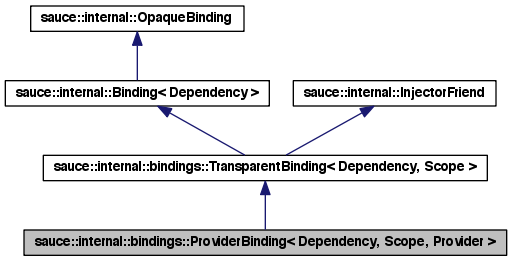 sauce::internal::OpaqueBinding
sauce::internal::Binding< Dependency >
sauce::internal::InjectorFriend
sauce::internal::bindings::TransparentBinding< Dependency, Scope >
sauce::internal::bindings::ProviderBinding< Dependency, Scope, Provider >